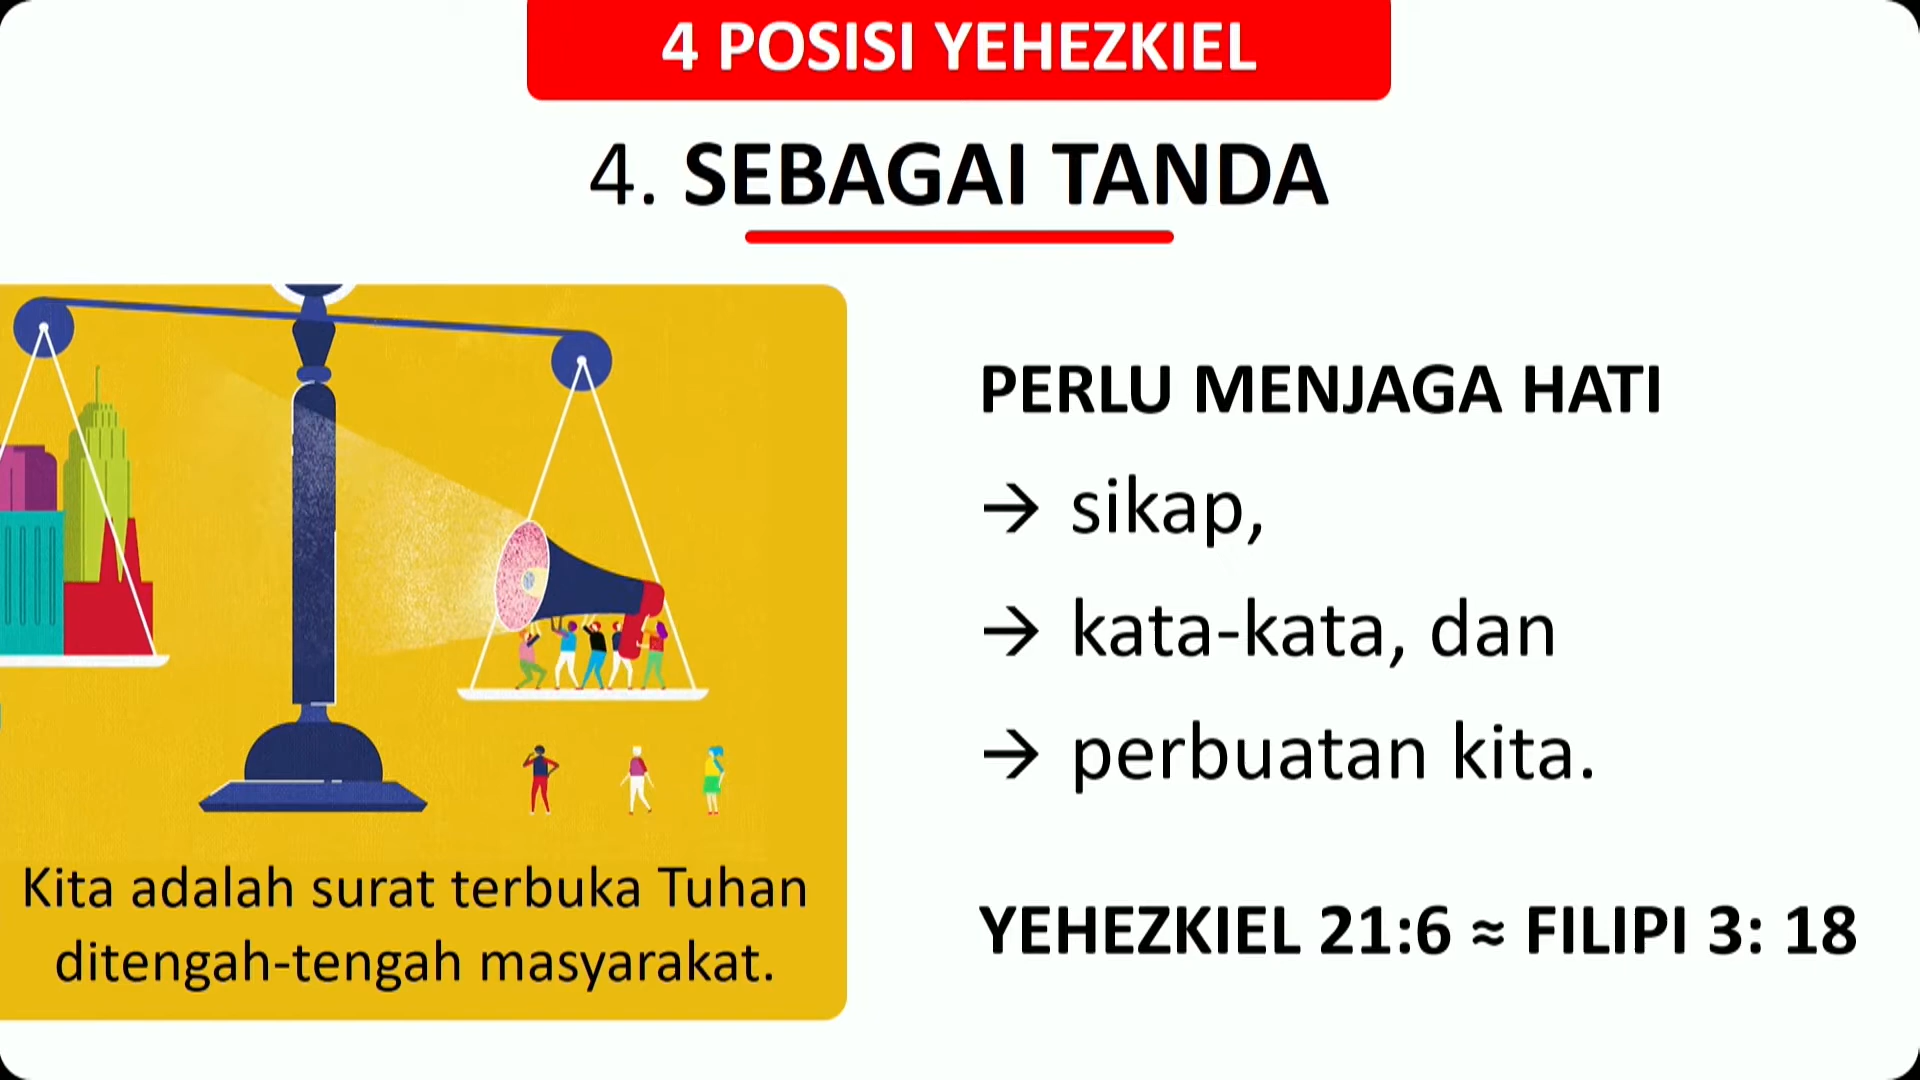 4 POSISI YEHEZKIEL
4. SEBAGAI TANDA
PERLU MENJAGA HATI
→ sikap,
→ kata-kata, dan
→ perbuatan kita.
YEHEZKIEL 21:6 ≈ FILIPI 3: 18
Kita adalah surat terbuka Tuhan
ditengah-tengah masyarakat.